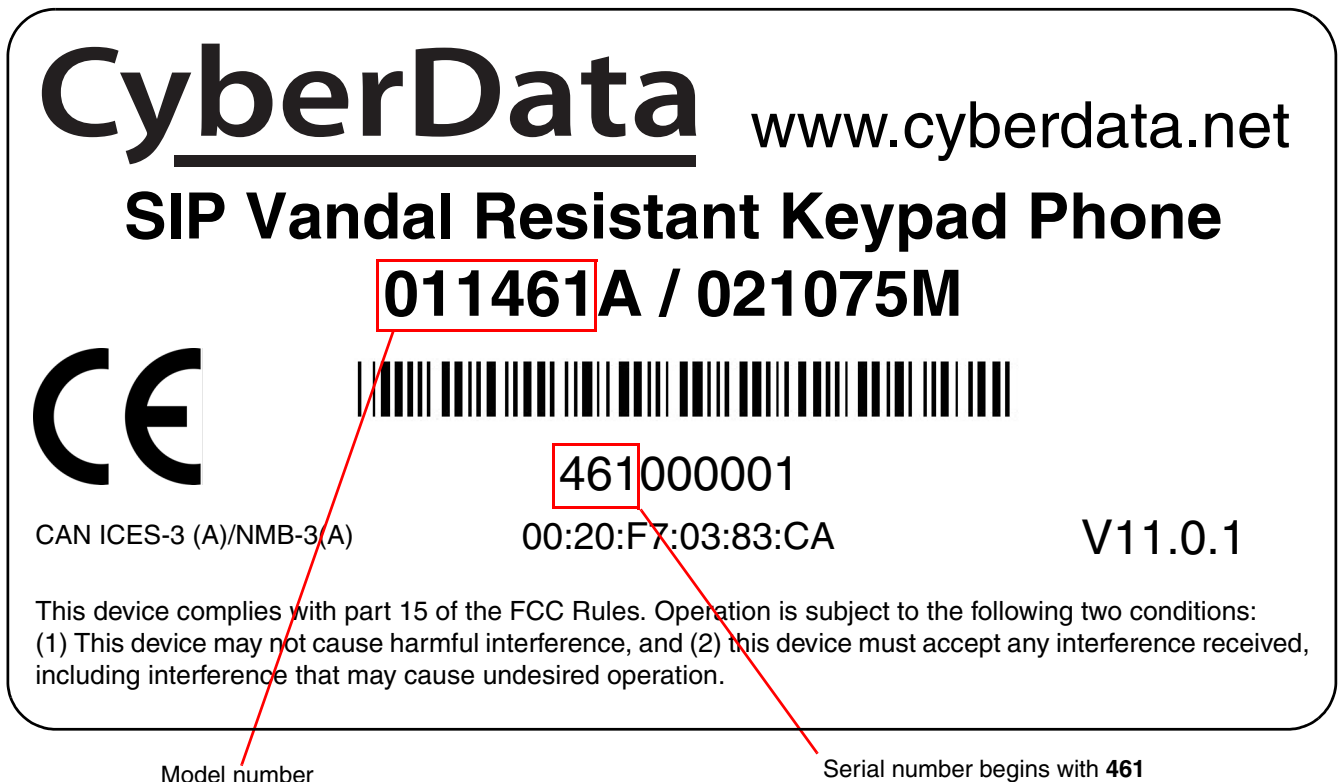 CyberData www.cyberdata.net
SIP Vandal Resistant Keypad Phone
011461A / 021075M
CE
461000001
CAN ICES-3 (A)/NMB-3(A) 00:20:F7:03:83:CA V11.0.1
This device complies with part 15 of the FCC Rules. Operation is subject to the following two conditions:
(1) This device may not cause harmful interference, and (2) this device must accept any interference received,
including interference that may cause undesired operation.
Model number Serial number begins with 461